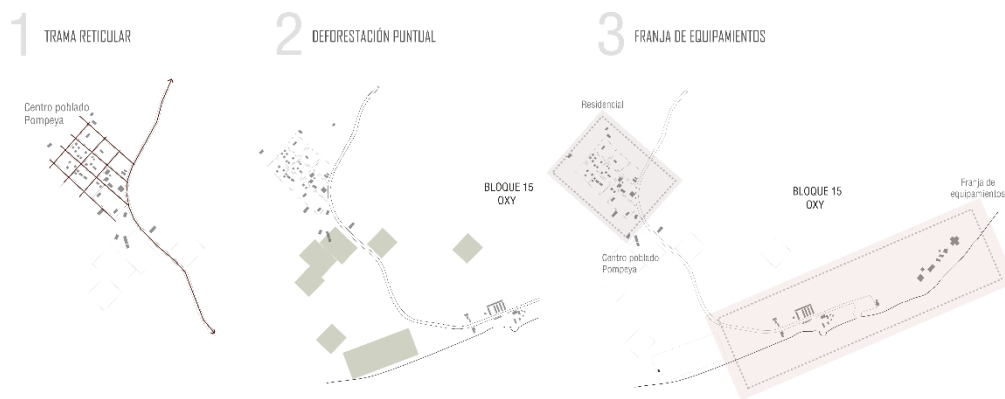 1 TRAMA RETICULAR
Centro poblado
Pompeya
2 DEFORESTACIÓN PUNTUAL
BLOQUE 15
OXY
3 FRANJA DE EQUIPAMIENTOS
Residencial
Centro poblado
Pompeya
BLOQUE 15
OXY
Franja de
equipamientos